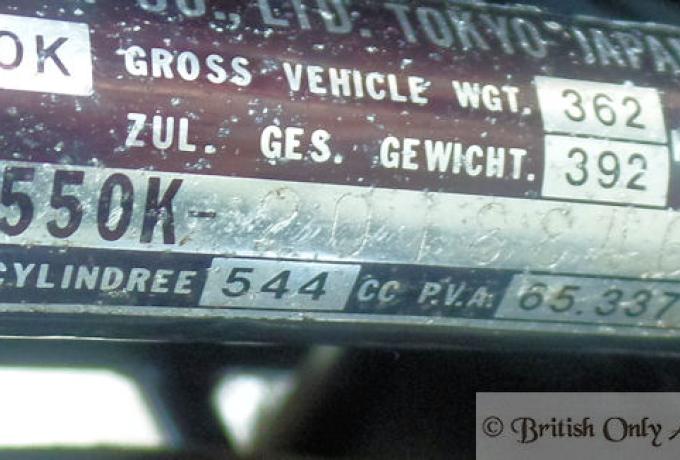 CO., LTD. TOKYO JAPAN
0K GROSS VEHICLE WGT. 362
ZUL. GES. GEWICHT. 392
550K-
CYLINDREE 544 CC P.V.A. 65.337
© British Only A